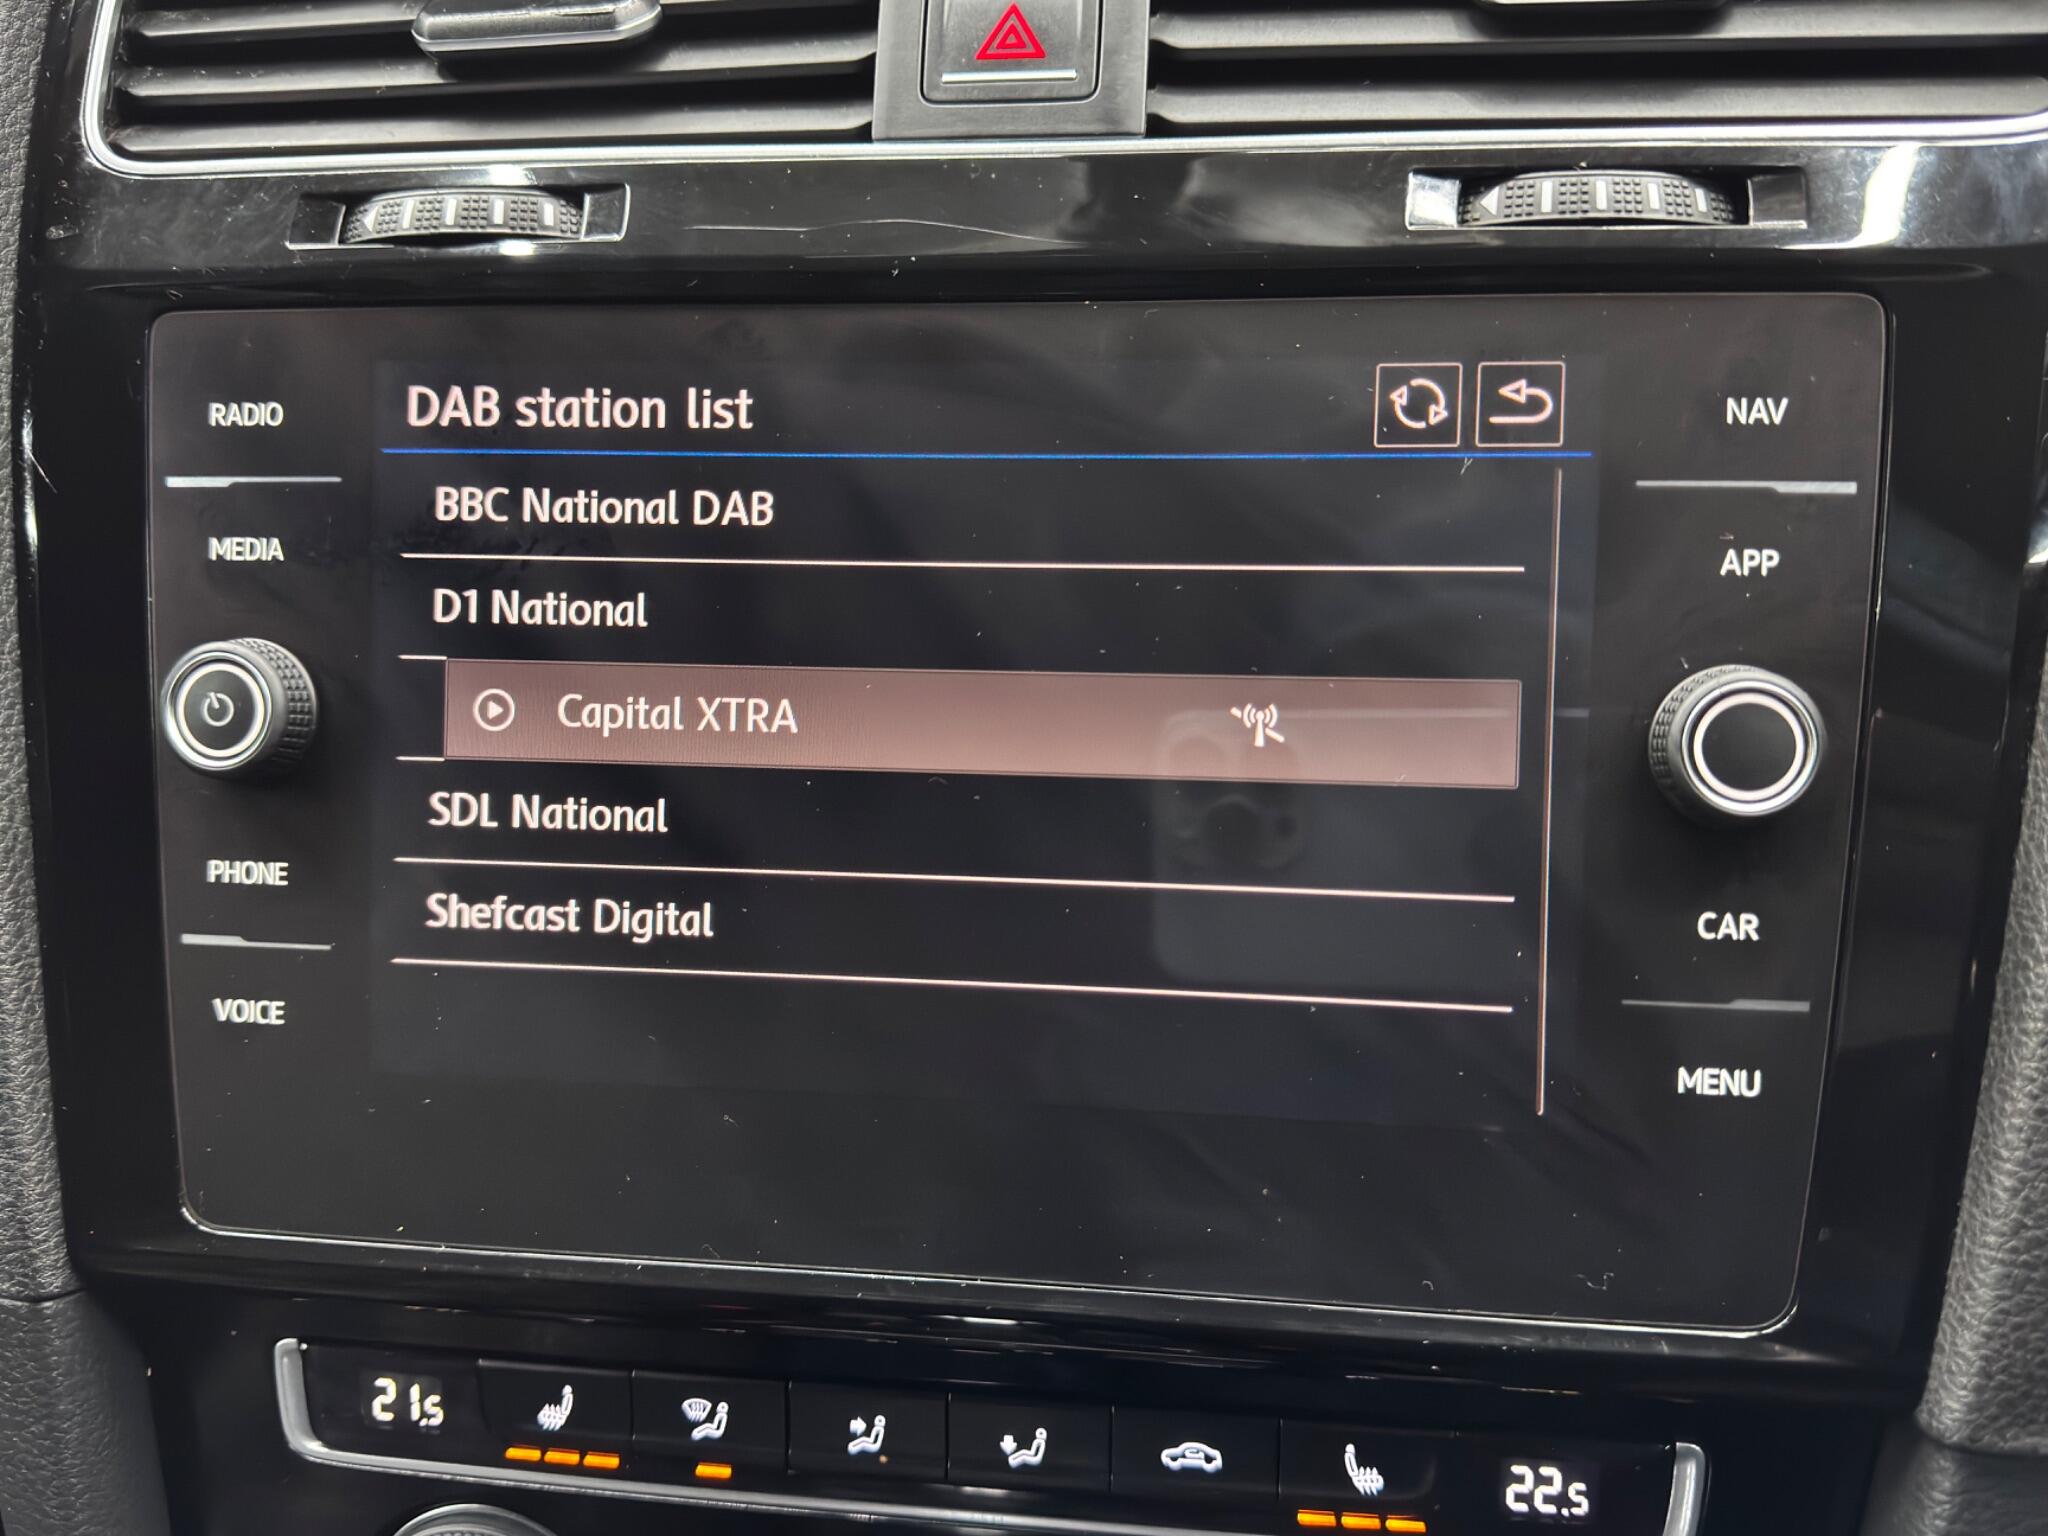 DAB station list
RADIO
NAV
BBC National DAB
MEDIA
APP
D1 National
Capital XTRA
SDL National
PHONE
Shefcast Digital
CAR
VOICE
MENU
21.5
22.5